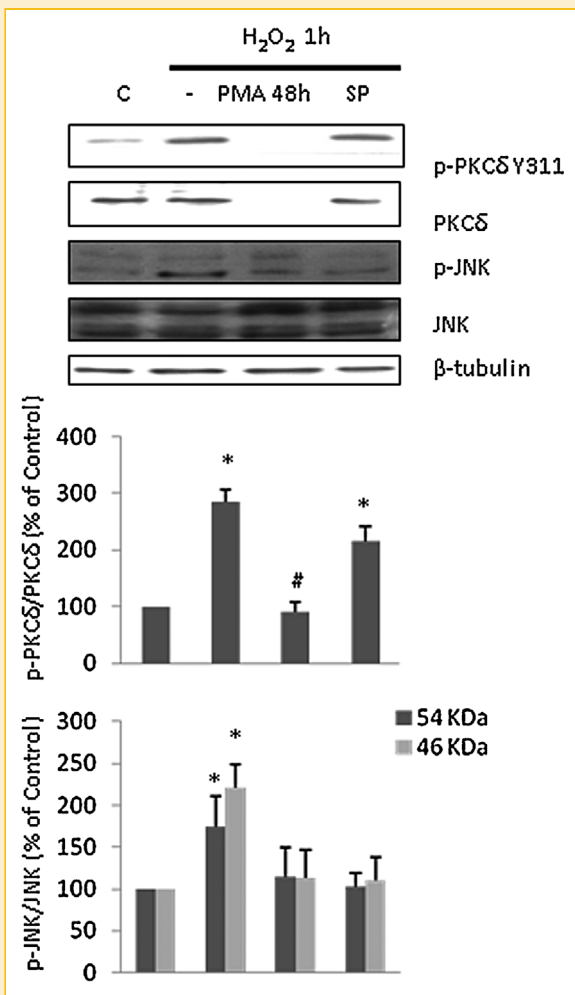 H₂O₂ 1h
C - PMA 48h SP
p-PKCδY311
PKCδ
p-JNK
JNK
β-tubulin
p-PKCδ/PKCδ (% of Control)
400
300
200
100
0
*
#
*
p-JNK/JNK (% of Control)
300
250
200
150
100
50
0
*
*
54 KDa
46 KDa